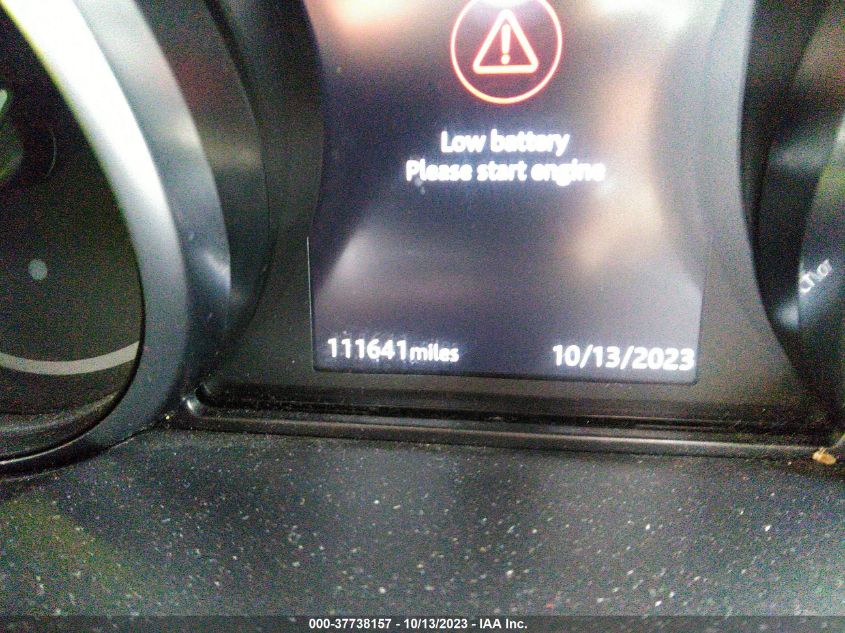 Low battery
Please start engine
111641miles
10/13/2023
000-37738157 - 10/13/2023 - IAA Inc.